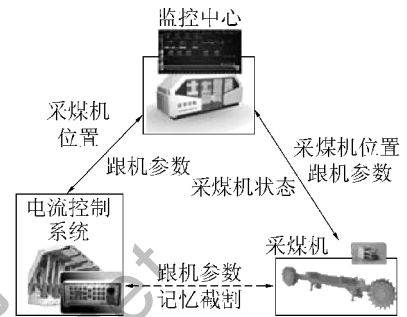 监控中心
采煤机
位置
跟机参数
采煤机位置
跟机参数
采煤机状态
电流控制
系统
采煤机
跟机参数
记忆截割